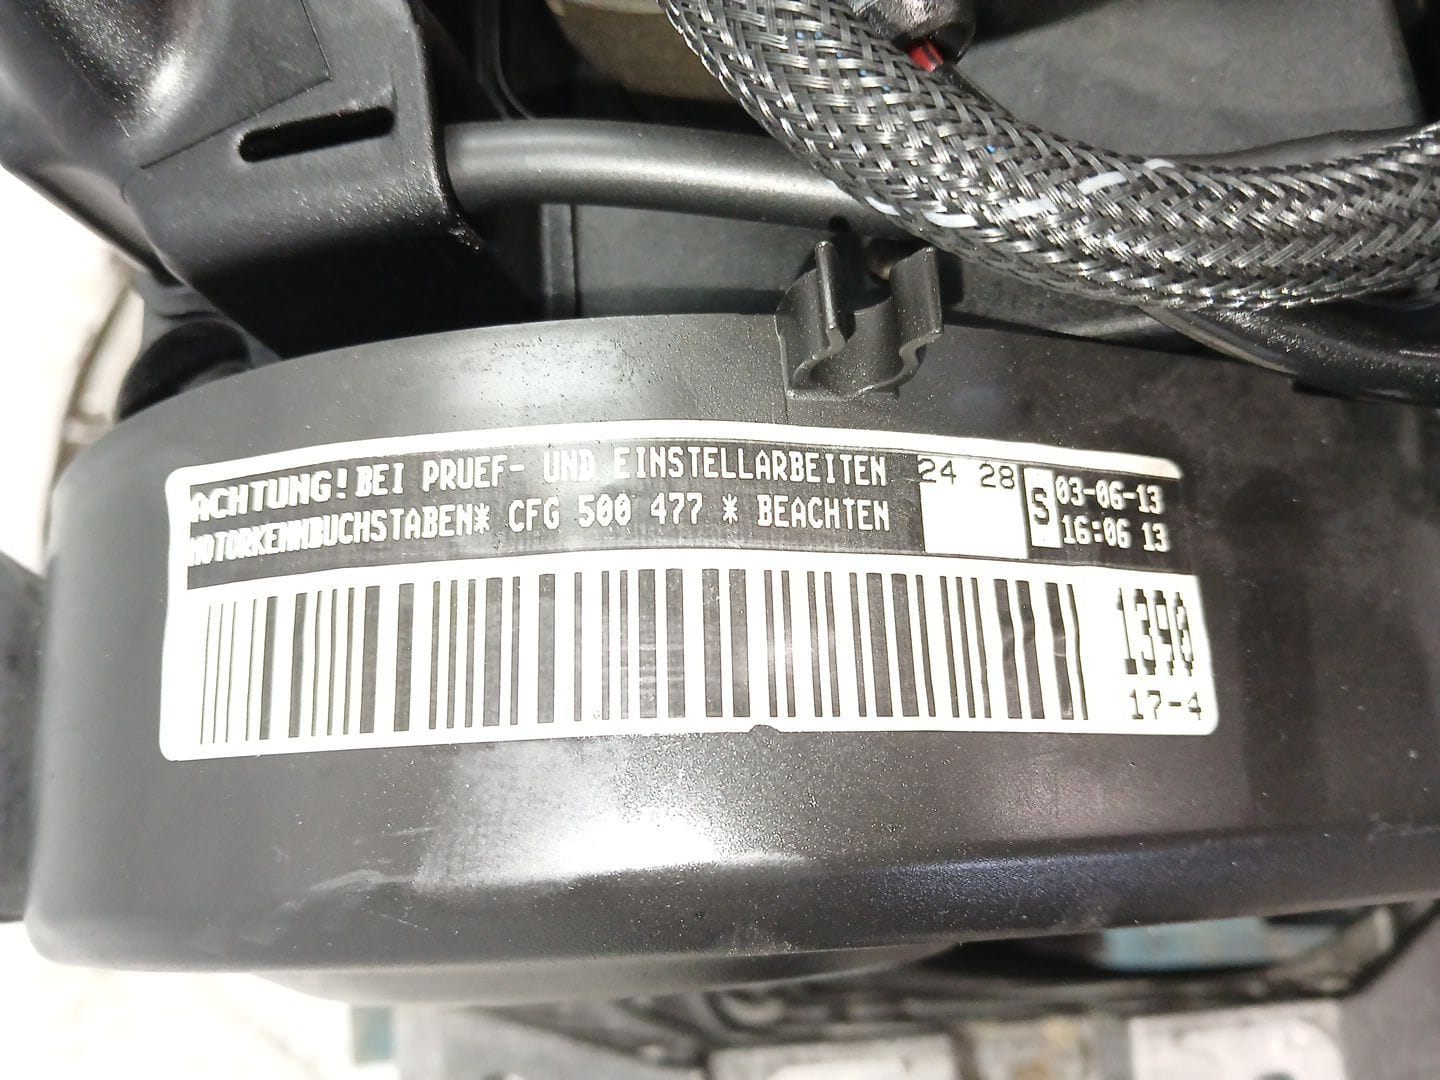 ACHTUNG! BEI PRUEF- UND EINSTELLARBEITEN
MOTORKENNBUCHSTABEN* CFG 500 477 * BEACHTEN
24 28
S
03-06-13
16:06 13
1390
17-4